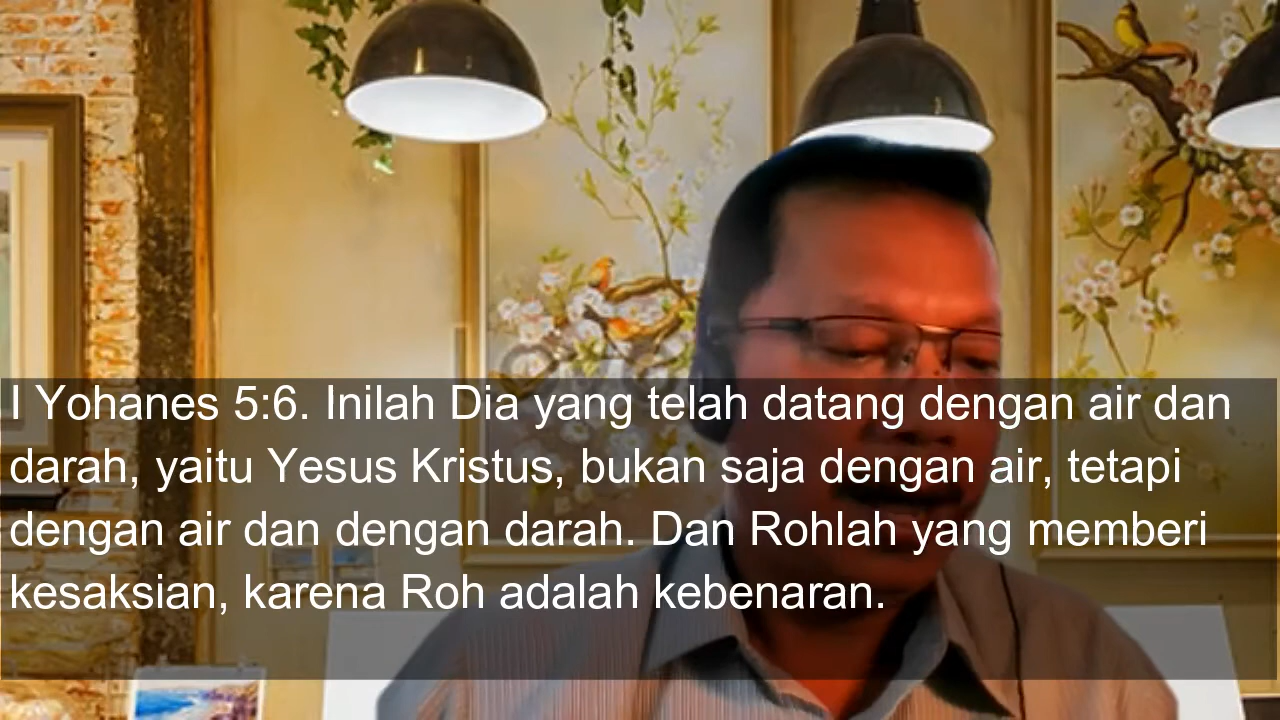 I Yohanes 5:6. Inilah Dia yang telah datang dengan air dan
darah, yaitu Yesus Kristus, bukan saja dengan air, tetapi
dengan air dan dengan darah. Dan Rohlah yang memberi
kesaksian, karena Roh adalah kebenaran.